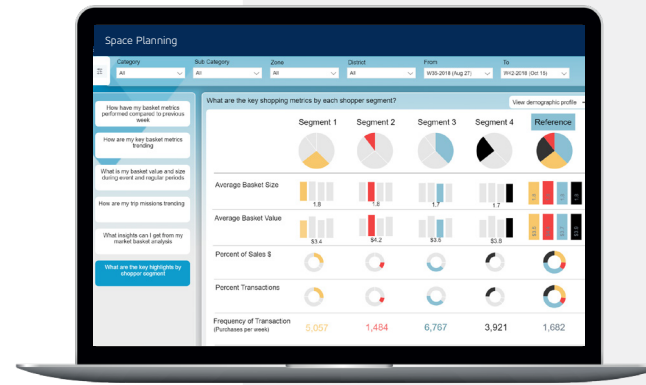 Space Planning
Category Sub Category Zone District From To
All All All All W35-2018 (Aug 27) W42-2018 (Oct 15)
How have my basket metrics
performed compared to previous
week
How are my key basket metrics
trending
What is my basket value and size
during event and regular periods
How are my trip missions trending
What insights can I get from my
market basket analysis
What are the key highlights by
shopper segment
What are the key shopping metrics by each shopper segment?
View demographic profile
Segment 1 Segment 2 Segment 3 Segment 4 Reference
Average Basket Size
1.8 1.8 1.7 1.7
Average Basket Value
$3.4 $4.2 $3.6 $3.8
Percent of Sales $
Percent Transactions
Frequency of Transaction
(Purchases per week)
5,057 1,484 6,767 3,921 1,682